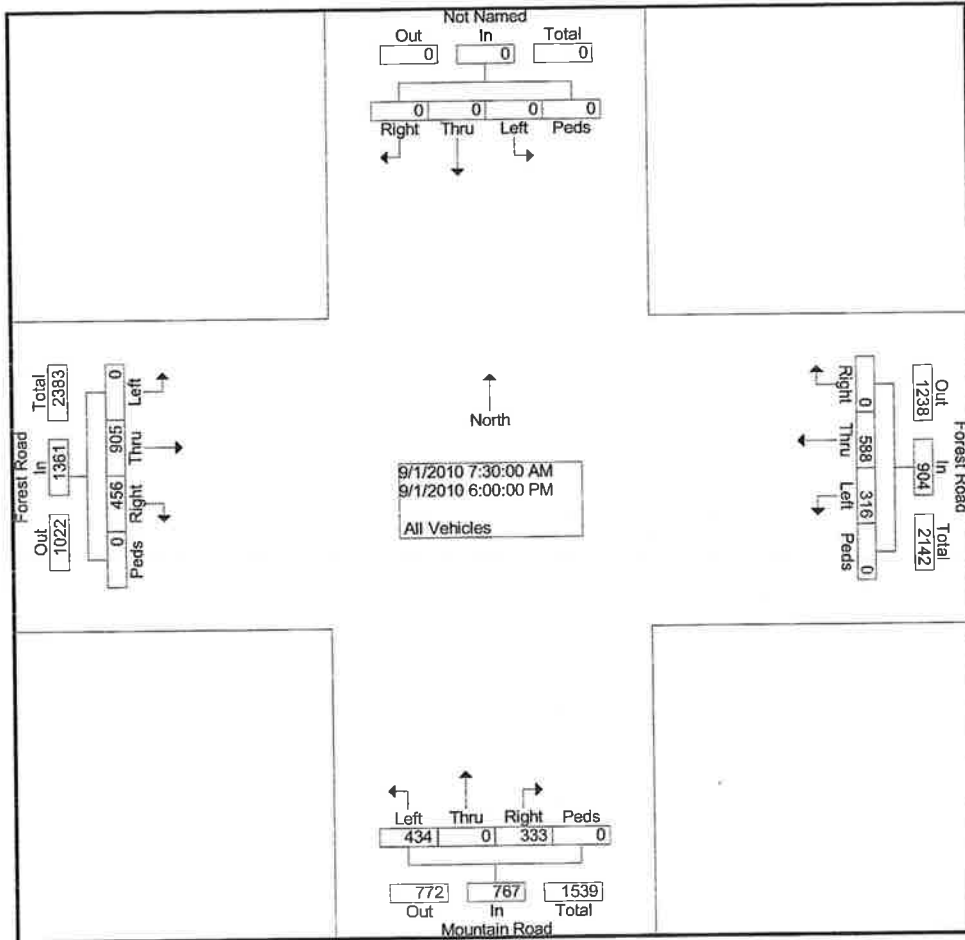 Not Named
Out In Total
0 0 0
0 0 0 0
Right Thru Left Peds
Forest Road
Total In Out
2383 1361 1022
0 905 456 0
Left Thru Right Peds
North
9/1/2010 7:30:00 AM
9/1/2010 6:00:00 PM
All Vehicles
Right Thru Left Peds
0 588 316 0
1238 904 2142
Out In Total
Forest Road
Left Thru Right Peds
434 0 333 0
772 767 1539
Out In Total
Mountain Road